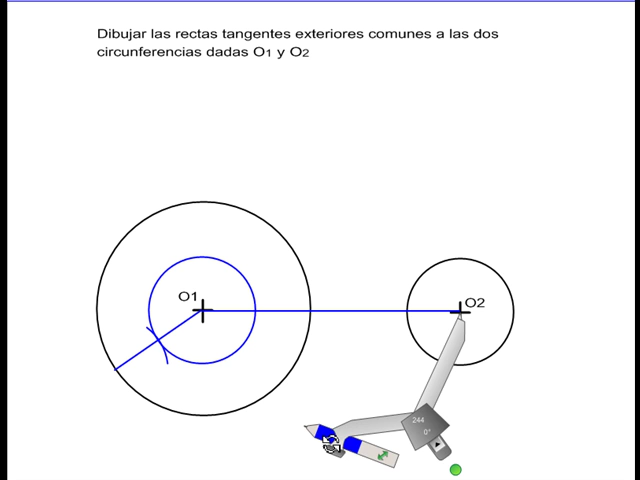 Dibujar las rectas tangentes exteriores comunes a las dos
circunferencias dadas O1 y O2
O1
O2
244
0°